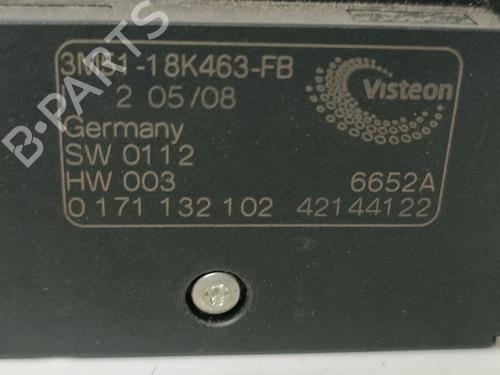 3M51-18K463-FB
2 05/08
Visteon
Germany
SW 0112
HW 003 6652A
0 171 132 102 42144122
B-PARTS